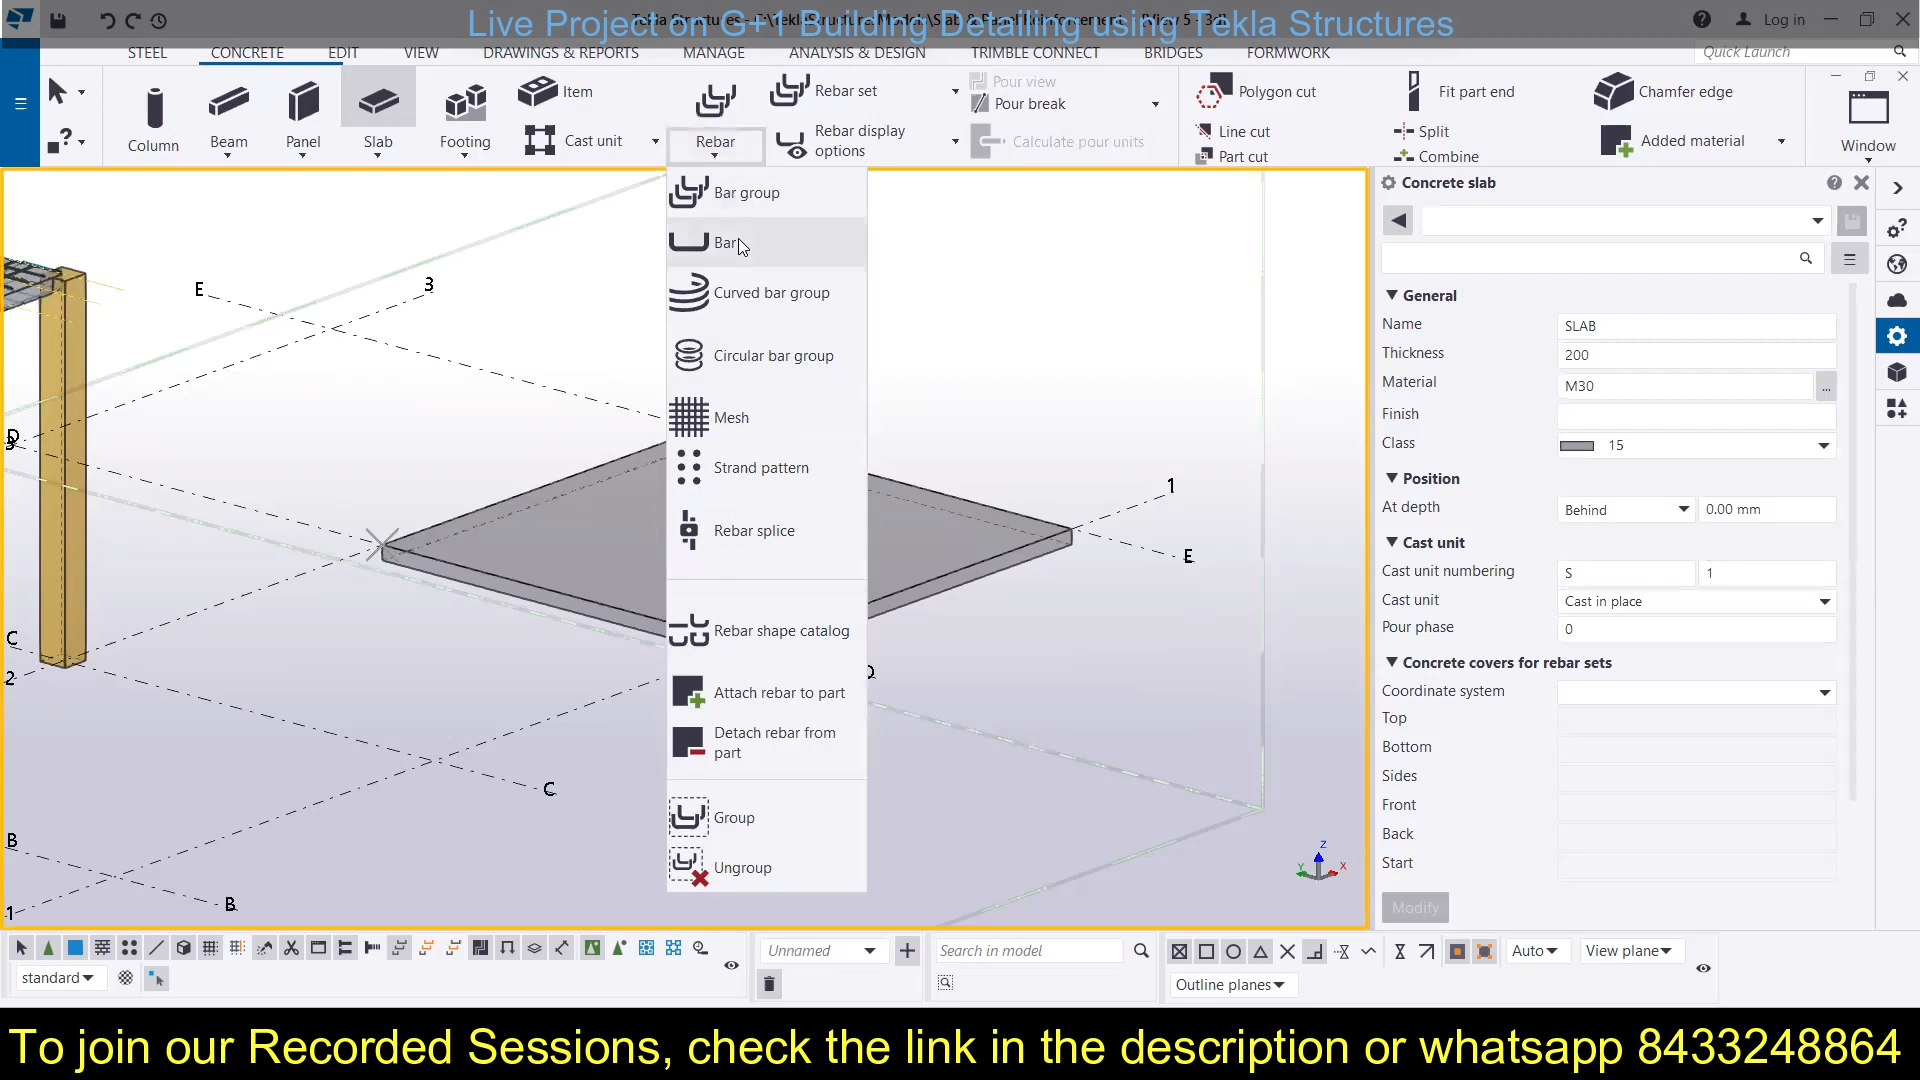 Live Project on G+1 Building Detailing using Tekla Structures
Log in
STEEL CONCRETE EDIT VIEW DRAWINGS & REPORTS MANAGE ANALYSIS & DESIGN TRIMBLE CONNECT BRIDGES FORMWORK Quick Launch
Column Beam Panel Slab Footing
Item
Cast unit
Rebar
Rebar set
Rebar display options
Pour view
Pour break
Calculate pour units
Polygon cut
Line cut
Part cut
Fit part end
Split
Combine
Chamfer edge
Added material
Window
Bar group
Bar
Curved bar group
Circular bar group
Mesh
Strand pattern
Rebar splice
Rebar shape catalog
Attach rebar to part
Detach rebar from part
Group
Ungroup
E
3
D
3
1
E
C
2
D
C
B
B
1
Z
Y
X
Concrete slab
General
Name SLAB
Thickness 200
Material M30 ...
Finish
Class 15
Position
At depth Behind 0.00 mm
Cast unit
Cast unit numbering S 1
Cast unit Cast in place
Pour phase 0
Concrete covers for rebar sets
Coordinate system
Top
Bottom
Sides
Front
Back
Start
Modify
Unnamed
Search in model
Auto
View plane
standard
Outline planes
To join our Recorded Sessions, check the link in the description or whatsapp 8433248864